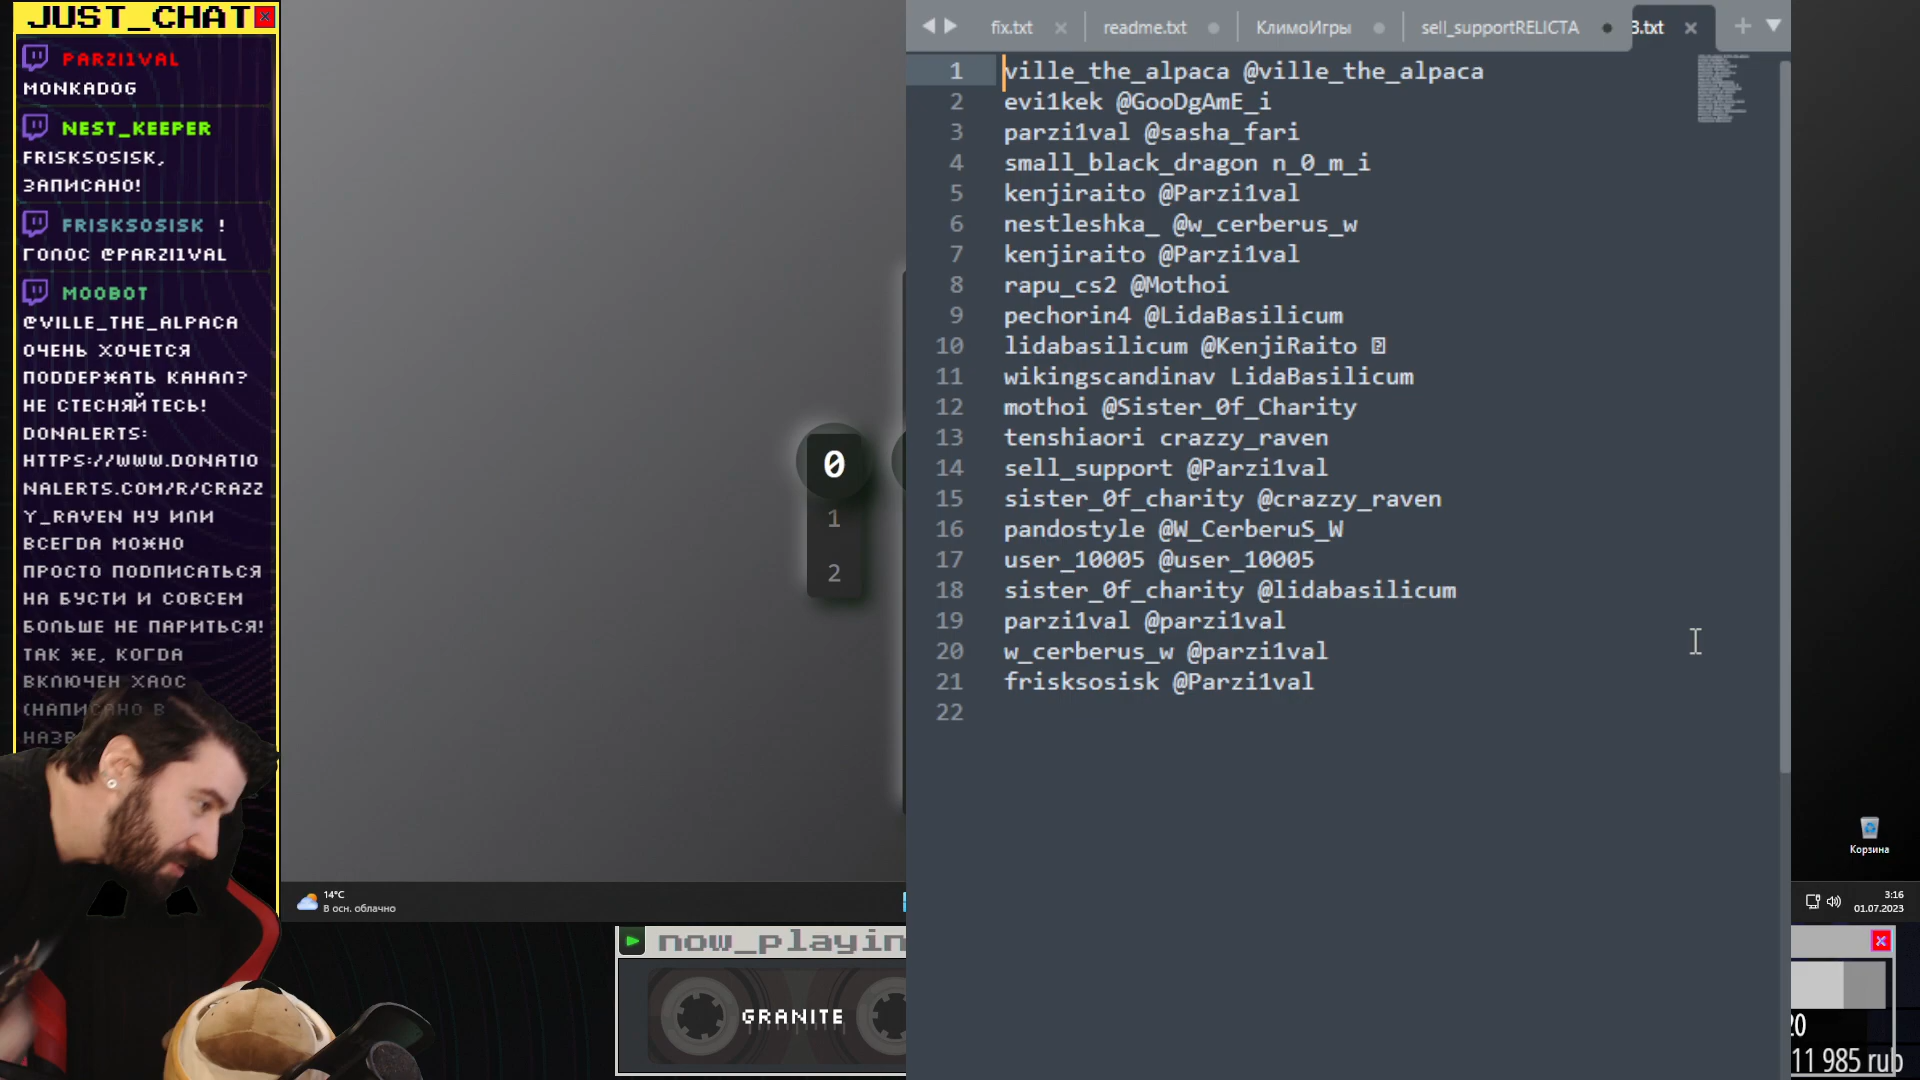 JUST_CHAT
PARZI1VAL
MONKADOG
NEST_KEEPER
FRISKSOSISK,
ЗАПИСАНО!
FRISKSOSISK !
ГОЛОС @PARZI1VAL
MOOBOT
@VILLE_THE_ALPACA
ОЧЕНЬ ХОЧЕТСЯ
ПОДДЕРЖАТЬ КАНАЛ?
НЕ СТЕСНЯЙТЕСЬ!
DONALERTS:
HTTPS://WWW.DONATIO
NALERTS.COM/R/CRAZZ
Y_RAVEN НУ ИЛИ
ВСЕГДА МОЖНО
ПРОСТО ПОДПИСАТЬСЯ
НА БУСТИ И СОВСЕМ
БОЛЬШЕ НЕ ПАРИТЬСЯ!
ТАК ЖЕ, КОГДА
ВКЛЮЧЕН ХАОС
(НАПИСАНО В
0
1
2
14°C
В осн. облачно
now_playin
GRANITE
fix.txt
readme.txt
КлимоИгры
sell_supportRELICTA
3.txt
1 ville_the_alpaca @ville_the_alpaca
2 evi1kek @GooDgAmE_i
3 parzi1val @sasha_fari
4 small_black_dragon n_0_m_i
5 kenjiraito @Parzi1val
6 nestleshka_ @w_cerberus_w
7 kenjiraito @Parzi1val
8 rapu_cs2 @Mothoi
9 pechorin4 @LidaBasilicum
10 lidabasilicum @KenjiRaito
11 wikingscandinav LidaBasilicum
12 mothoi @Sister_0f_Charity
13 tenshiaori crazzy_raven
14 sell_support @Parzi1val
15 sister_0f_charity @crazzy_raven
16 pandostyle @W_CerberuS_W
17 user_10005 @user_10005
18 sister_0f_charity @lidabasilicum
19 parzi1val @parzi1val
20 w_cerberus_w @parzi1val
21 frisksosisk @Parzi1val
22
Корзина
3:16
01.07.2023
20
11 985 rub